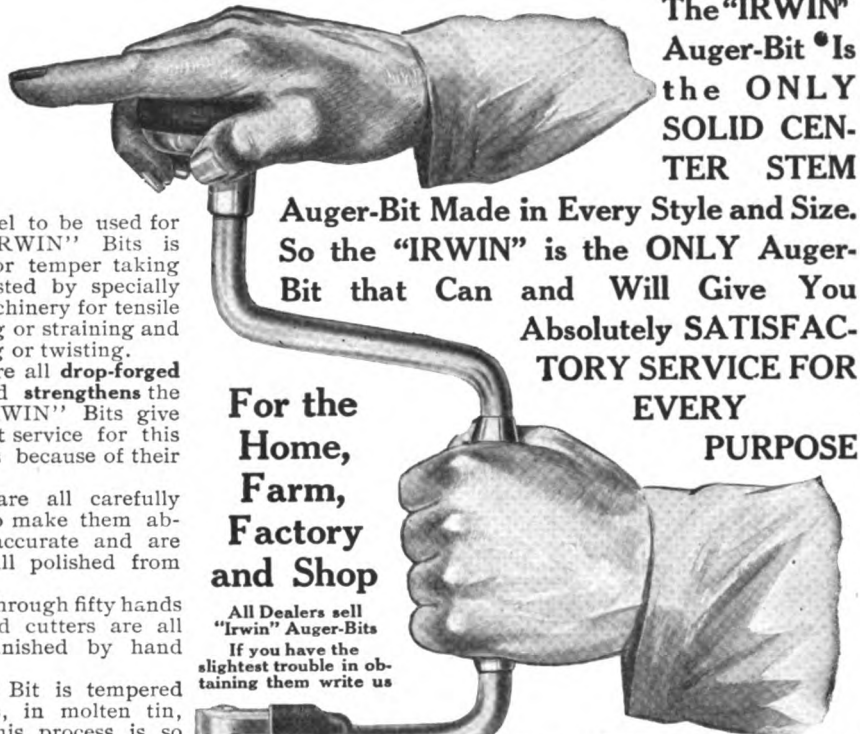 The "IRWIN"
Auger-Bit Is
the ONLY
SOLID CEN-
TER STEM
Auger-Bit Made in Every Style and Size.
So the "IRWIN" is the ONLY Auger-
Bit that Can and Will Give You
Absolutely SATISFAC-
TORY SERVICE FOR
EVERY
PURPOSE
el to be used for
RWIN'' Bits is
or temper taking
sted by specially
chinery for tensile
g or straining and
g or twisting.
re all drop-forged
d strengthens the
WIN'' Bits give
t service for this
s because of their
are all carefully
o make them ab-
accurate and are
ll polished from
hrough fifty hands
d cutters are all
nished by hand
Bit is tempered
, in molten tin,
his process is so
For the
Home,
Farm,
Factory
and Shop
All Dealers sell
"Irwin" Auger-Bits
If you have the
slightest trouble in ob-
taining them write us